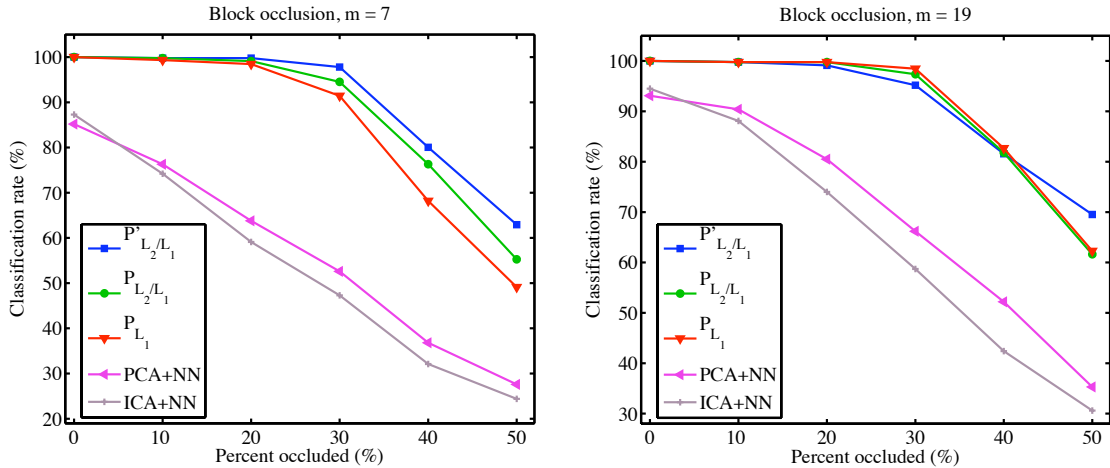 Block occlusion, m = 7
Classification rate (%)
100
90
80
70
60
50
40
30
20
P'L2/L1
PL2/L1
PL1
PCA+NN
ICA+NN
0 10 20 30 40 50
Percent occluded (%)
Block occlusion, m = 19
Classification rate (%)
100
90
80
70
60
50
40
30
P'L2/L1
PL2/L1
PL1
PCA+NN
ICA+NN
0 10 20 30 40 50
Percent occluded (%)